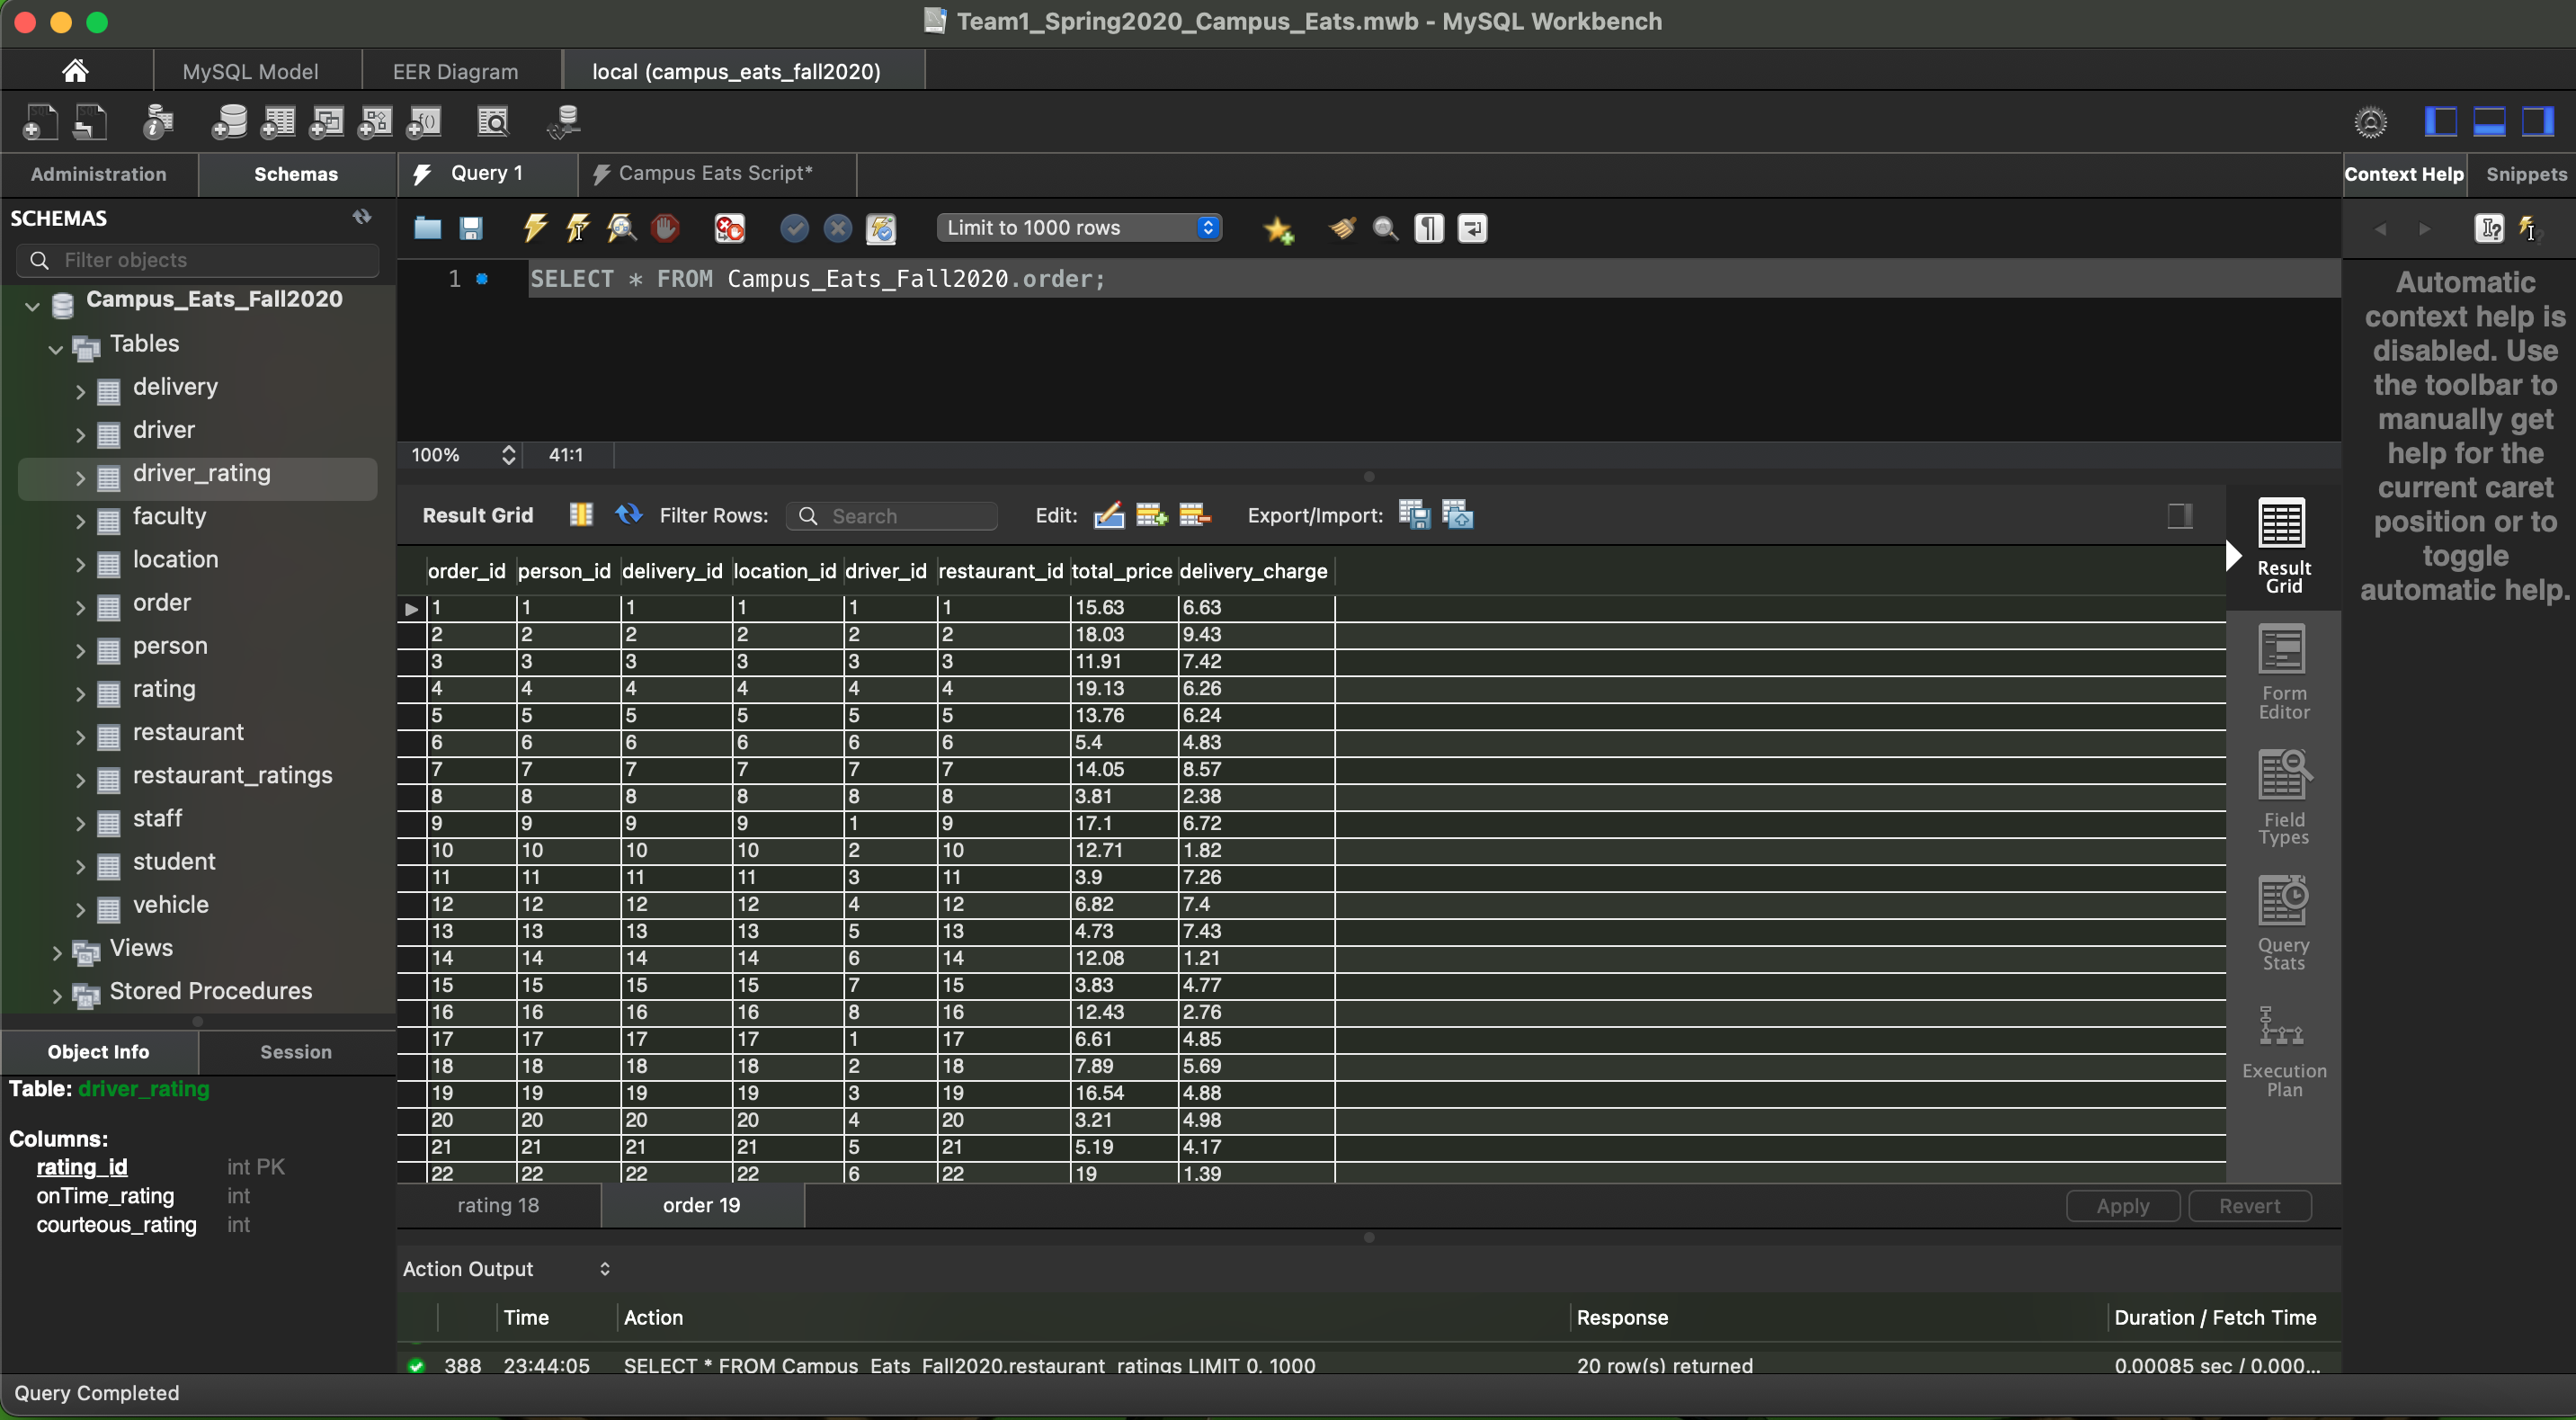 Team1_Spring2020_Campus_Eats.mwb - MySQL Workbench
MySQL Model
EER Diagram
local (campus_eats_fall2020)
Administration
Schemas
Query 1
Campus Eats Script*
Context Help
Snippets
SCHEMAS
Filter objects
Campus_Eats_Fall2020
Tables
delivery
driver
driver_rating
faculty
location
order
person
rating
restaurant
restaurant_ratings
staff
student
vehicle
Views
Stored Procedures
Object Info
Session
Table: driver_rating
Columns:
rating_id int PK
onTime_rating int
courteous_rating int
Limit to 1000 rows
1 SELECT * FROM Campus_Eats_Fall2020.order;
100% 41:1
Result Grid Filter Rows: Search Edit: Export/Import:
order_id person_id delivery_id location_id driver_id restaurant_id total_price delivery_charge
1 1 1 1 1 1 15.63 6.63
2 2 2 2 2 2 18.03 9.43
3 3 3 3 3 3 11.91 7.42
4 4 4 4 4 4 19.13 6.26
5 5 5 5 5 5 13.76 6.24
6 6 6 6 6 6 5.4 4.83
7 7 7 7 7 7 14.05 8.57
8 8 8 8 8 8 3.81 2.38
9 9 9 9 1 9 17.1 6.72
10 10 10 10 2 10 12.71 1.82
11 11 11 11 3 11 3.9 7.26
12 12 12 12 4 12 6.82 7.4
13 13 13 13 5 13 4.73 7.43
14 14 14 14 6 14 12.08 1.21
15 15 15 15 7 15 3.83 4.77
16 16 16 16 8 16 12.43 2.76
17 17 17 17 1 17 6.61 4.85
18 18 18 18 2 18 7.89 5.69
19 19 19 19 3 19 16.54 4.88
20 20 20 20 4 20 3.21 4.98
21 21 21 21 5 21 5.19 4.17
22 22 22 22 6 22 19 1.39
rating 18
order 19
Apply
Revert
Result
Grid
Form
Editor
Field
Types
Query
Stats
Execution
Plan
Automatic
context help is
disabled. Use
the toolbar to
manually get
help for the
current caret
position or to
toggle
automatic help.
Action Output
Time Action Response Duration / Fetch Time
388 23:44:05 SELECT * FROM Campus_Eats_Fall2020.restaurant_ratings LIMIT 0, 1000 20 row(s) returned 0.00085 sec / 0.000...
Query Completed